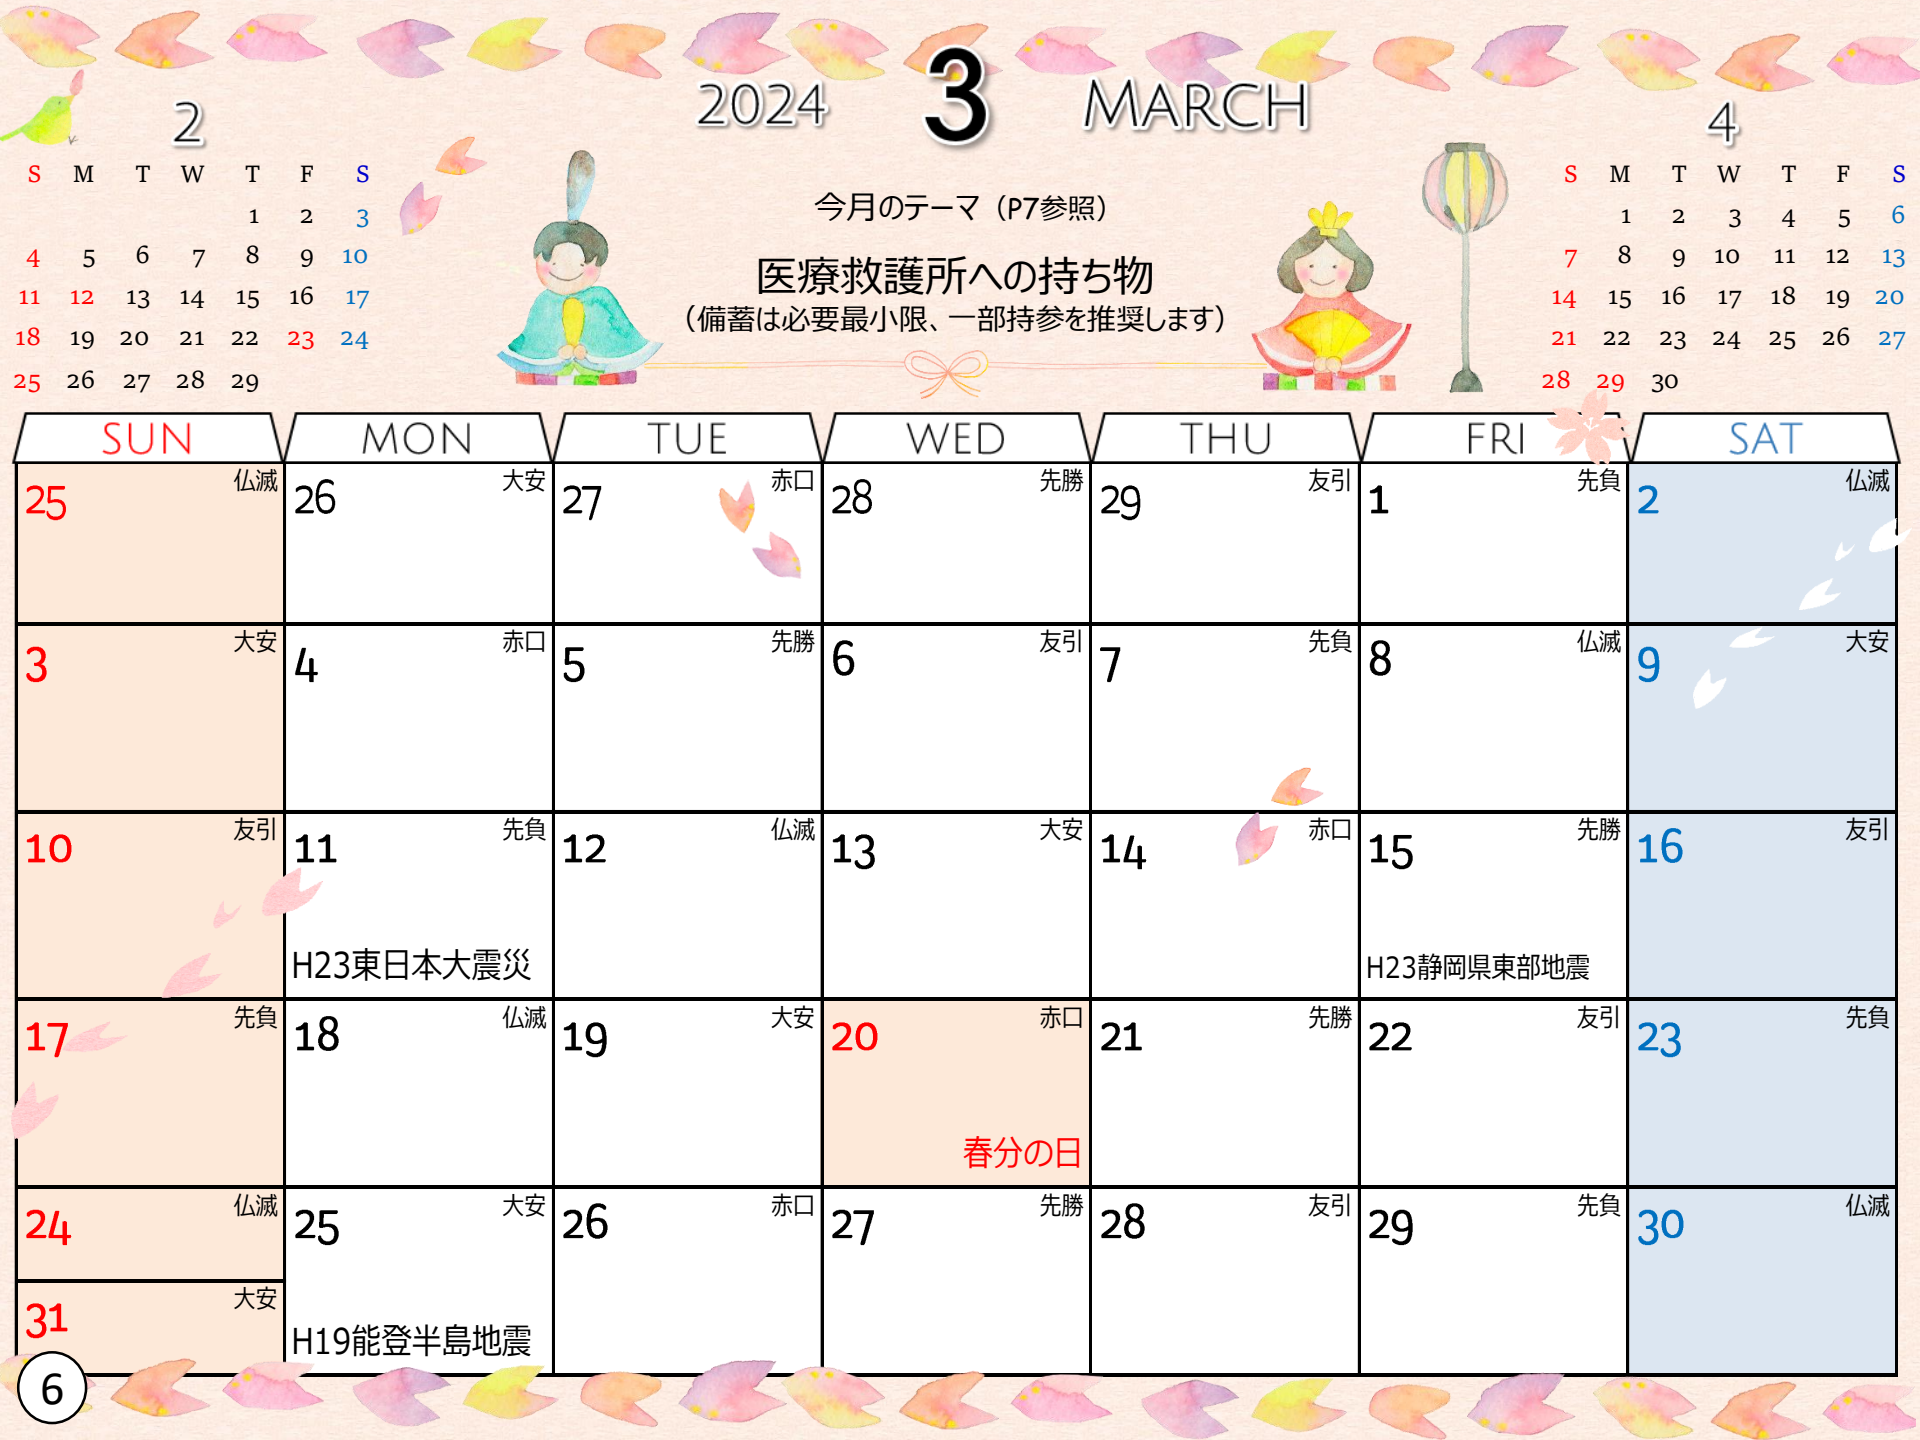 2024 3 MARCH
2
S M T W T F S
1 2 3
4 5 6 7 8 9 10
11 12 13 14 15 16 17
18 19 20 21 22 23 24
25 26 27 28 29
今月のテーマ（P7参照）
医療救護所への持ち物
（備蓄は必要最小限、一部持参を推奨します）
4
S M T W T F S
1 2 3 4 5 6
7 8 9 10 11 12 13
14 15 16 17 18 19 20
21 22 23 24 25 26 27
28 29 30
SUN MON TUE WED THU FRI SAT
25 仏滅 26 大安 27 赤口 28 先勝 29 友引 1 先負 2 仏滅
3 大安 4 赤口 5 先勝 6 友引 7 先負 8 仏滅 9 大安
10 友引 11 先負 12 仏滅 13 大安 14 赤口 15 先勝 16 友引
H23東日本大震災 H23静岡県東部地震
17 先負 18 仏滅 19 大安 20 赤口 21 先勝 22 友引 23 先負
春分の日
24 仏滅 25 大安 26 赤口 27 先勝 28 友引 29 先負 30 仏滅
31 大安
H19能登半島地震
6